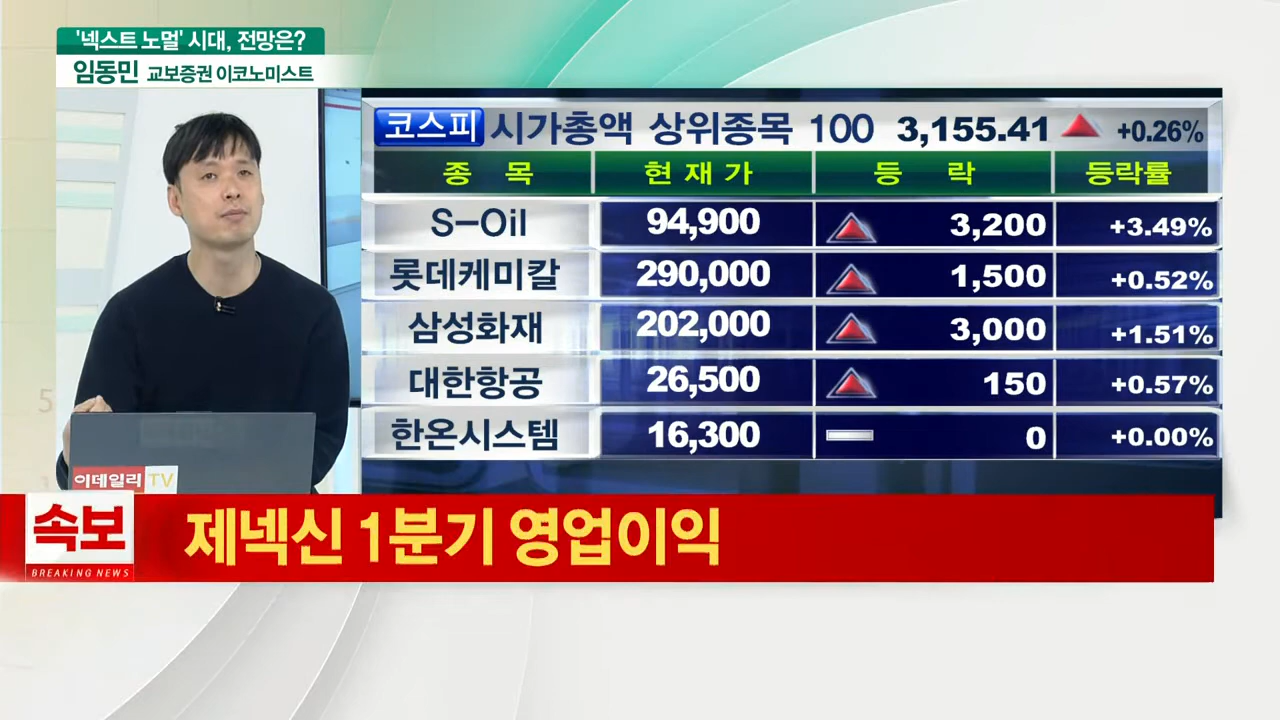 '넥스트 노멀' 시대, 전망은?
임동민 교보증권 이코노미스트
코스피 시가총액 상위종목 100 3,155.41 +0.26%
종 목 현재가 등 락 등락률
S-Oil 94,900 3,200 +3.49%
롯데케미칼 290,000 1,500 +0.52%
삼성화재 202,000 3,000 +1.51%
대한항공 26,500 150 +0.57%
한온시스템 16,300 0 +0.00%
이데일리 TV
속보 제넥신 1분기 영업이익
BREAKING NEWS